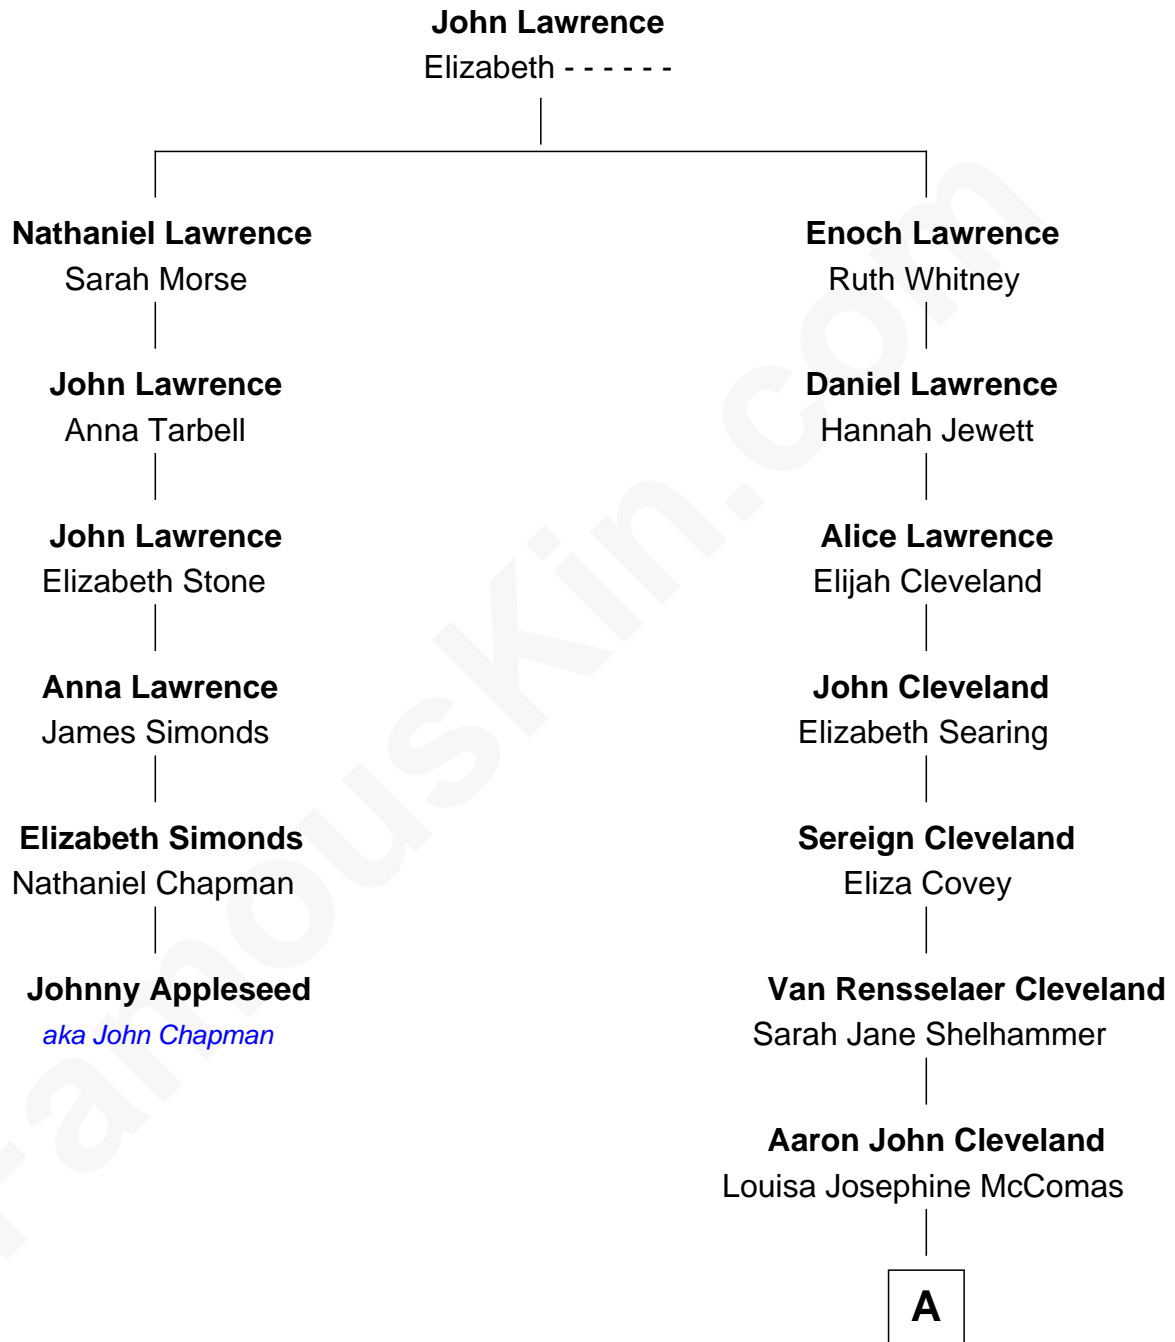 John Lawrence
Elizabeth - - - - - -
Nathaniel Lawrence
Sarah Morse
Enoch Lawrence
Ruth Whitney
John Lawrence
Anna Tarbell
Daniel Lawrence
Hannah Jewett
John Lawrence
Elizabeth Stone
Alice Lawrence
Elijah Cleveland
Anna Lawrence
James Simonds
John Cleveland
Elizabeth Searing
Elizabeth Simonds
Nathaniel Chapman
Sereign Cleveland
Eliza Covey
Johnny Appleseed
aka John Chapman
Van Rensselaer Cleveland
Sarah Jane Shelhammer
Aaron John Cleveland
Louisa Josephine McComas
A
FamousKin.com